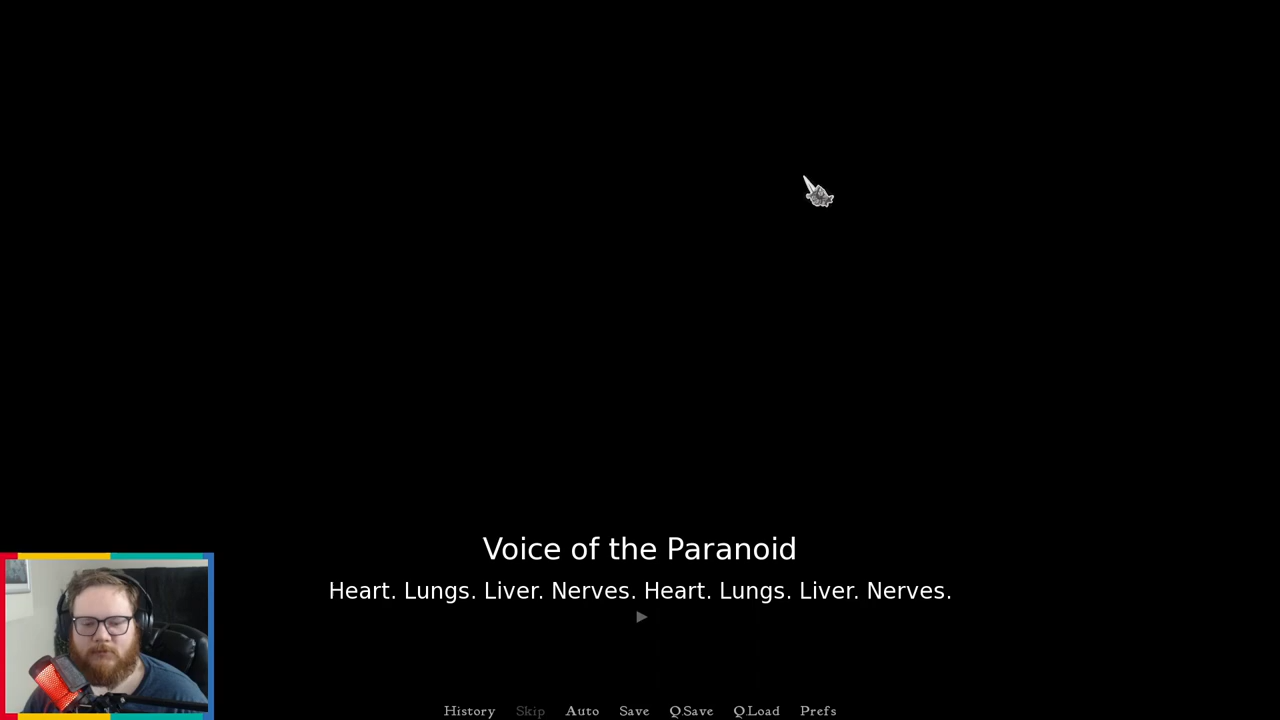 Voice of the Paranoid
Heart. Lungs. Liver. Nerves. Heart. Lungs. Liver. Nerves.
History Skip Auto Save Q.Save Q.Load Prefs